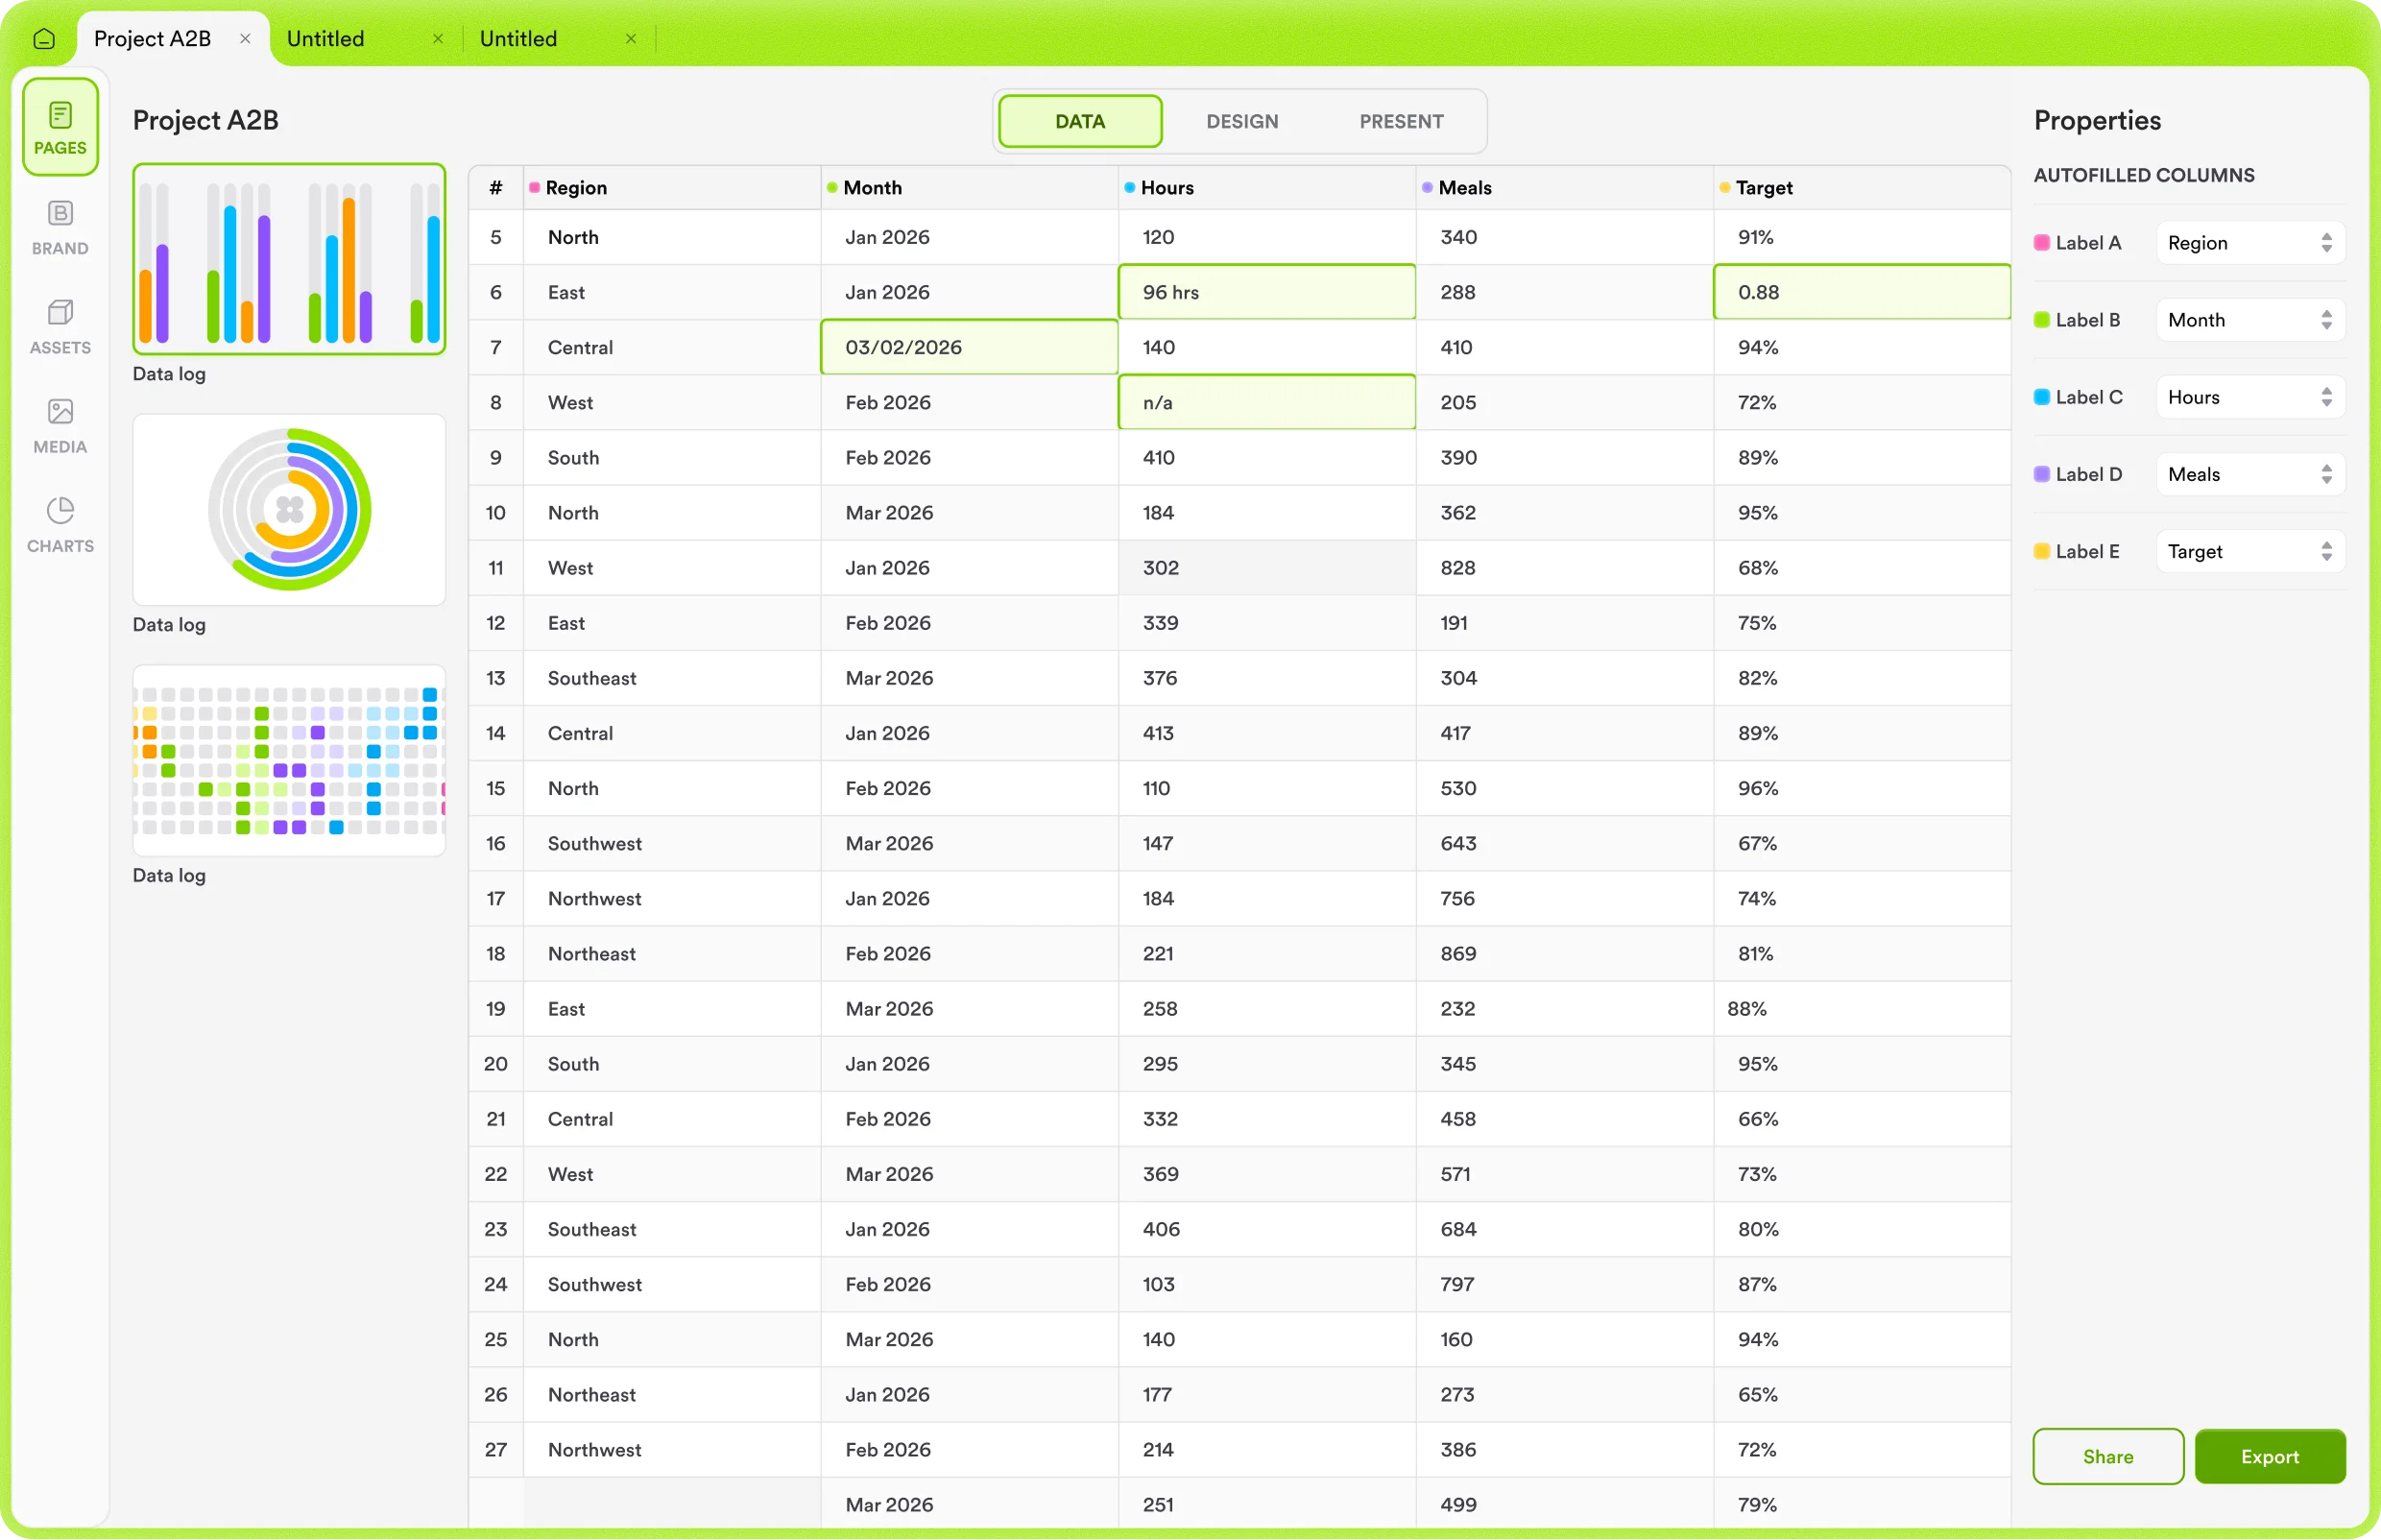 Project A2B × Untitled × Untitled ×
PAGES
BRAND
ASSETS
MEDIA
CHARTS
Project A2B
Data log
Data log
Data log
DATA DESIGN PRESENT
# Region Month Hours Meals Target
5 North Jan 2026 120 340 91%
6 East Jan 2026 96 hrs 288 0.88
7 Central 03/02/2026 140 410 94%
8 West Feb 2026 n/a 205 72%
9 South Feb 2026 410 390 89%
10 North Mar 2026 184 362 95%
11 West Jan 2026 302 828 68%
12 East Feb 2026 339 191 75%
13 Southeast Mar 2026 376 304 82%
14 Central Jan 2026 413 417 89%
15 North Feb 2026 110 530 96%
16 Southwest Mar 2026 147 643 67%
17 Northwest Jan 2026 184 756 74%
18 Northeast Feb 2026 221 869 81%
19 East Mar 2026 258 232 88%
20 South Jan 2026 295 345 95%
21 Central Feb 2026 332 458 66%
22 West Mar 2026 369 571 73%
23 Southeast Jan 2026 406 684 80%
24 Southwest Feb 2026 103 797 87%
25 North Mar 2026 140 160 94%
26 Northeast Jan 2026 177 273 65%
27 Northwest Feb 2026 214 386 72%
Mar 2026 251 499 79%
Properties
AUTOFILLED COLUMNS
Label A Region
Label B Month
Label C Hours
Label D Meals
Label E Target
Share Export